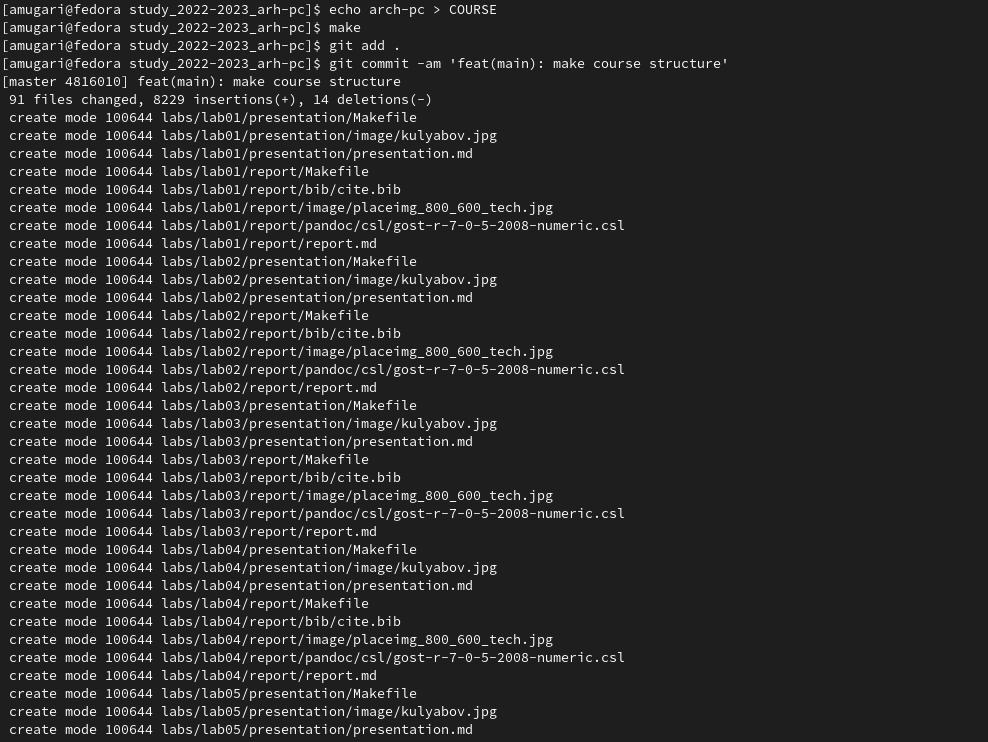 [amugari@fedora study_2022-2023_arh-pc]$ echo arch-pc > COURSE
[amugari@fedora study_2022-2023_arh-pc]$ make
[amugari@fedora study_2022-2023_arh-pc]$ git add .
[amugari@fedora study_2022-2023_arh-pc]$ git commit -am 'feat(main): make course structure'
[master 4816010] feat(main): make course structure
 91 files changed, 8229 insertions(+), 14 deletions(-)
 create mode 100644 labs/lab01/presentation/Makefile
 create mode 100644 labs/lab01/presentation/image/kulyabov.jpg
 create mode 100644 labs/lab01/presentation/presentation.md
 create mode 100644 labs/lab01/report/Makefile
 create mode 100644 labs/lab01/report/bib/cite.bib
 create mode 100644 labs/lab01/report/image/placeimg_800_600_tech.jpg
 create mode 100644 labs/lab01/report/pandoc/csl/gost-r-7-0-5-2008-numeric.csl
 create mode 100644 labs/lab01/report/report.md
 create mode 100644 labs/lab02/presentation/Makefile
 create mode 100644 labs/lab02/presentation/image/kulyabov.jpg
 create mode 100644 labs/lab02/presentation/presentation.md
 create mode 100644 labs/lab02/report/Makefile
 create mode 100644 labs/lab02/report/bib/cite.bib
 create mode 100644 labs/lab02/report/image/placeimg_800_600_tech.jpg
 create mode 100644 labs/lab02/report/pandoc/csl/gost-r-7-0-5-2008-numeric.csl
 create mode 100644 labs/lab02/report/report.md
 create mode 100644 labs/lab03/presentation/Makefile
 create mode 100644 labs/lab03/presentation/image/kulyabov.jpg
 create mode 100644 labs/lab03/presentation/presentation.md
 create mode 100644 labs/lab03/report/Makefile
 create mode 100644 labs/lab03/report/bib/cite.bib
 create mode 100644 labs/lab03/report/image/placeimg_800_600_tech.jpg
 create mode 100644 labs/lab03/report/pandoc/csl/gost-r-7-0-5-2008-numeric.csl
 create mode 100644 labs/lab03/report/report.md
 create mode 100644 labs/lab04/presentation/Makefile
 create mode 100644 labs/lab04/presentation/image/kulyabov.jpg
 create mode 100644 labs/lab04/presentation/presentation.md
 create mode 100644 labs/lab04/report/Makefile
 create mode 100644 labs/lab04/report/bib/cite.bib
 create mode 100644 labs/lab04/report/image/placeimg_800_600_tech.jpg
 create mode 100644 labs/lab04/report/pandoc/csl/gost-r-7-0-5-2008-numeric.csl
 create mode 100644 labs/lab04/report/report.md
 create mode 100644 labs/lab05/presentation/Makefile
 create mode 100644 labs/lab05/presentation/image/kulyabov.jpg
 create mode 100644 labs/lab05/presentation/presentation.md